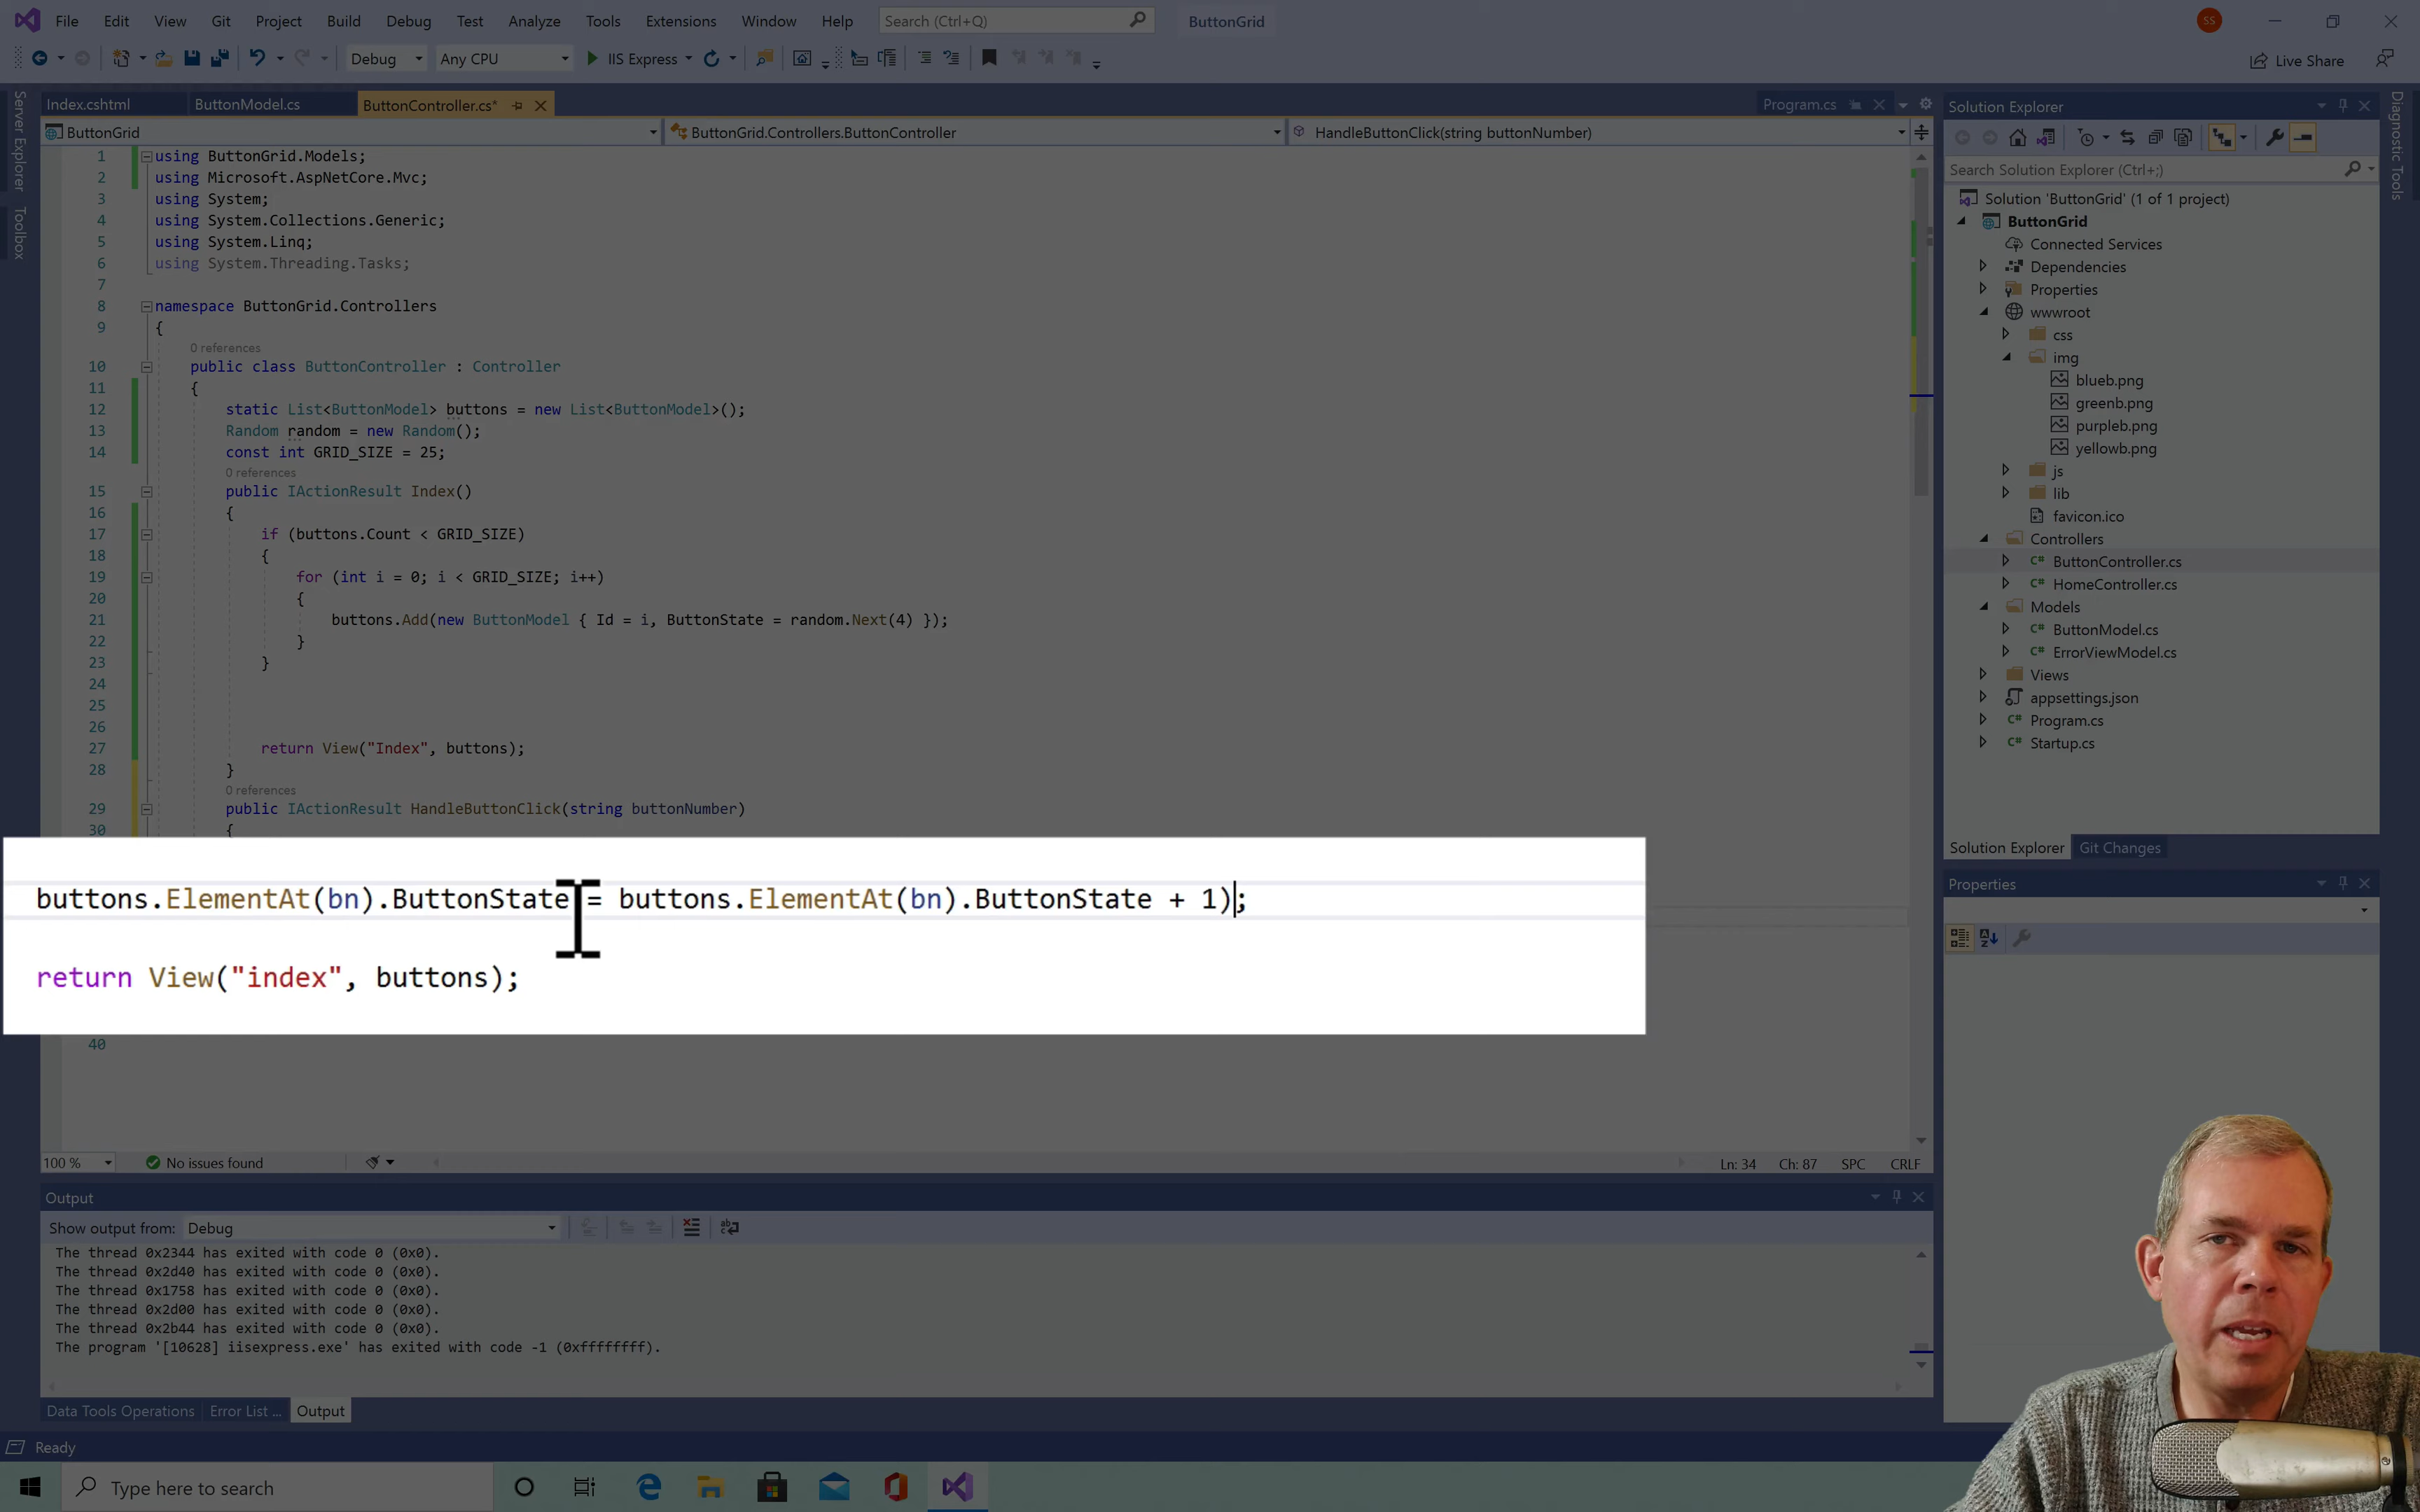 File Edit View Git Project Build Debug Test Analyze Tools Extensions Window Help Search (Ctrl+Q) ButtonGrid SS
Debug Any CPU IIS Express Live Share
Server Explorer
Toolbox
Index.cshtml ButtonModel.cs ButtonController.cs* Program.cs
ButtonGrid ButtonGrid.Controllers.ButtonController HandleButtonClick(string buttonNumber)
1 using ButtonGrid.Models;
2 using Microsoft.AspNetCore.Mvc;
3 using System;
4 using System.Collections.Generic;
5 using System.Linq;
6 using System.Threading.Tasks;
7
8 namespace ButtonGrid.Controllers
9 {
0 references
10 public class ButtonController : Controller
11 {
12 static List<ButtonModel> buttons = new List<ButtonModel>();
13 Random random = new Random();
14 const int GRID_SIZE = 25;
0 references
15 public IActionResult Index()
16 {
17 if (buttons.Count < GRID_SIZE)
18 {
19 for (int i = 0; i < GRID_SIZE; i++)
20 {
21 buttons.Add(new ButtonModel { Id = i, ButtonState = random.Next(4) });
22 }
23 }
24
25
26
27 return View("Index", buttons);
28 }
0 references
29 public IActionResult HandleButtonClick(string buttonNumber)
30 {
buttons.ElementAt(bn).ButtonState = buttons.ElementAt(bn).ButtonState + 1);
return View("index", buttons);
40
100 % No issues found Ln: 34 Ch: 87 SPC CRLF
Output
Show output from: Debug
The thread 0x2344 has exited with code 0 (0x0).
The thread 0x2d40 has exited with code 0 (0x0).
The thread 0x1758 has exited with code 0 (0x0).
The thread 0x2d00 has exited with code 0 (0x0).
The thread 0x2b44 has exited with code 0 (0x0).
The program '[10628] iisexpress.exe' has exited with code -1 (0xffffffff).
Data Tools Operations Error List ... Output
Solution Explorer
Search Solution Explorer (Ctrl+;)
Solution 'ButtonGrid' (1 of 1 project)
ButtonGrid
Connected Services
Dependencies
Properties
wwwroot
css
img
blueb.png
greenb.png
purpleb.png
yellowb.png
js
lib
favicon.ico
Controllers
C# ButtonController.cs
C# HomeController.cs
Models
C# ButtonModel.cs
C# ErrorViewModel.cs
Views
appsettings.json
C# Program.cs
C# Startup.cs
Solution Explorer Git Changes
Properties
Diagnostic Tools
Ready
Type here to search